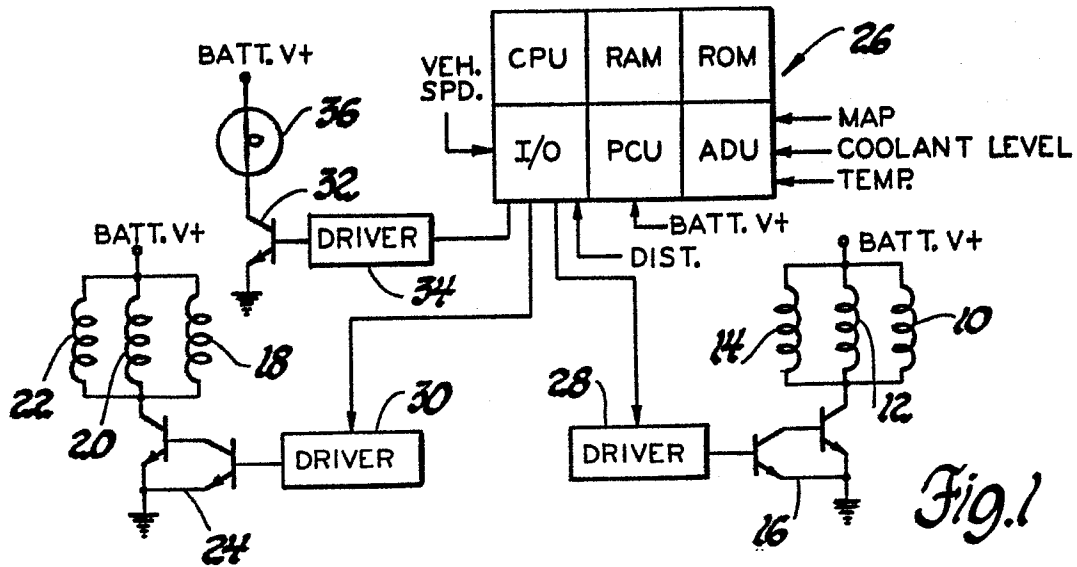 26
CPU RAM ROM
BATT. V+
VEH.
SPD.
36
MAP
I/O PCU ADU
COOLANT LEVEL
TEMP.
32
BATT. V+
BATT. V+
DRIVER
DIST.
BATT. V+
34
22
20
18
14
12
10
30
28
DRIVER
DRIVER
24
16
Fig.1